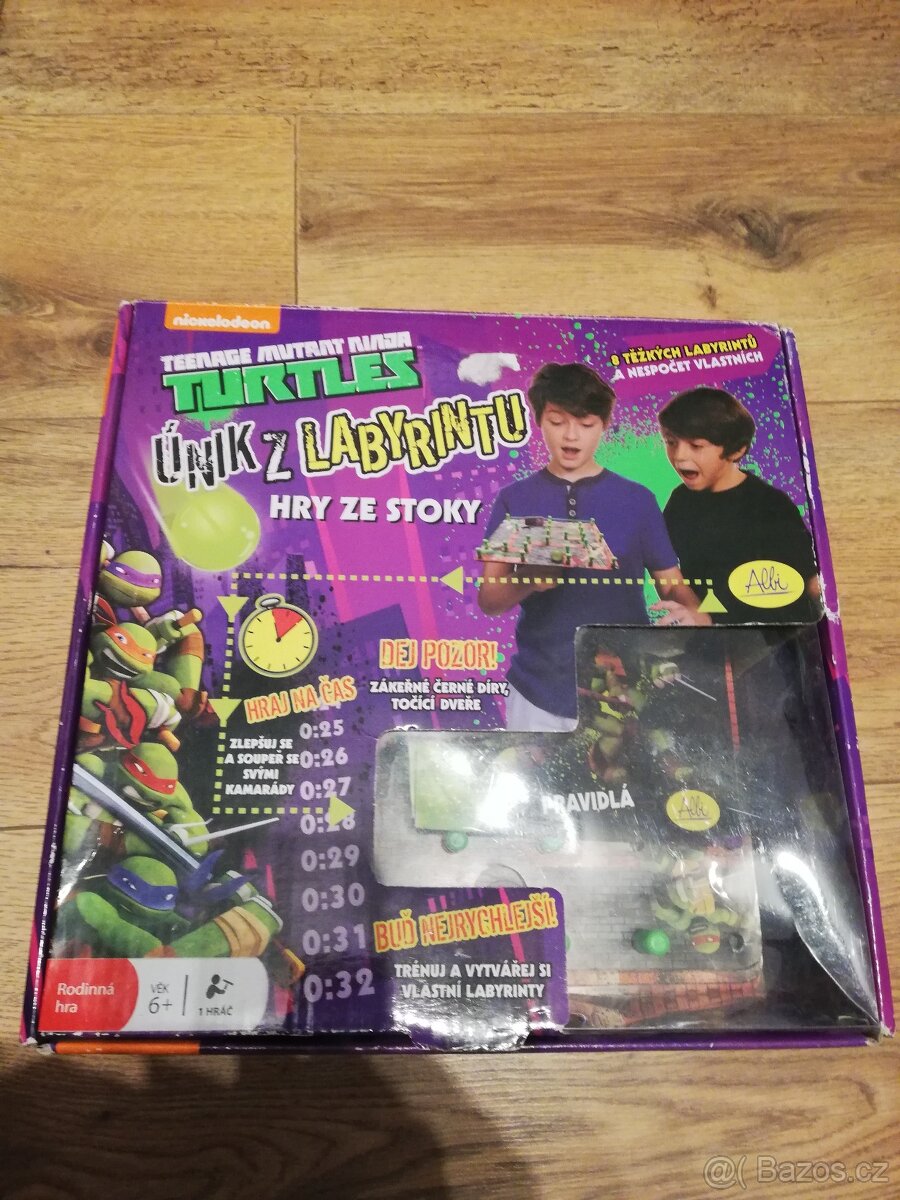 nickelodeon
TEENAGE MUTANT NINJA
TURTLES
ÚNIK Z LABYRINTU
HRY ZE STOKY
8 TĚŽKÝCH LABYRINTŮ
A NESPOČET VLASTNÍCH
Albi
DEJ POZOR!
ZÁKEŘNÉ ČERNÉ DÍRY,
TOČÍCÍ DVEŘE
HRAJ NA ČAS
ZLEPŠUJ SE
A SOUPEŘ SE
SVÝMI
KAMARÁDY
0:25
0:26
0:27
0:28
0:29
0:30
0:31
0:32
PRAVIDLÁ
Albi
BUĎ NEJRYCHLEJŠÍ!
TRÉNUJ A VYTVÁŘEJ SI
VLASTNÍ LABYRINTY
Rodinná
hra
VĚK
6+
1 HRÁČ
@( Bazos.cz